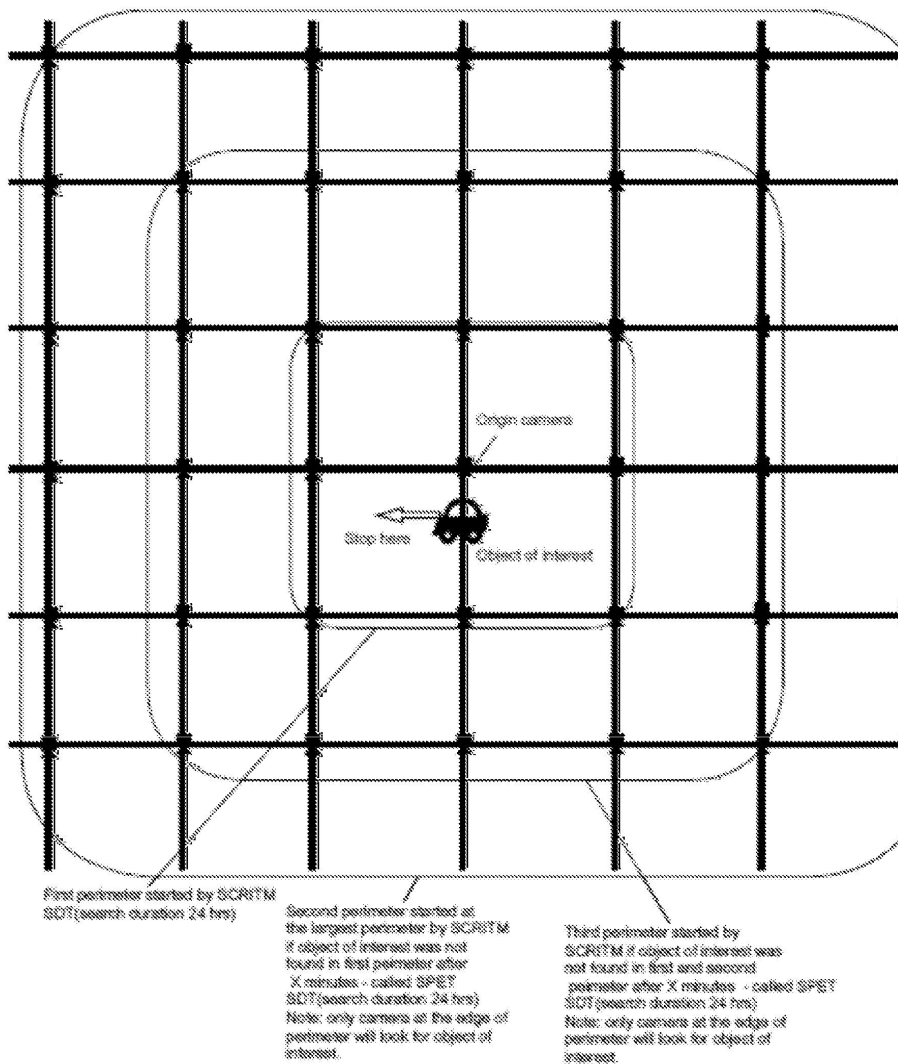 Origin camera
Stop here
Object of interest
First perimeter started by SCRITM
SDT(search duration 24 hrs)
Second perimeter started at
the largest perimeter by SCRITM
if object of interest was not
found in first perimeter after
X minutes - called SPET
SDT(search duration 24 hrs)
Note: only camera at the edge of
perimeter will look for object of
interest.
Third perimeter started by
SCRITM if object of interest was
not found in first and second
peimeter after X minutes - called SPET
SDT(search duration 24 hrs)
Note: only camera at the edge of
perimeter will look for object of
interest.